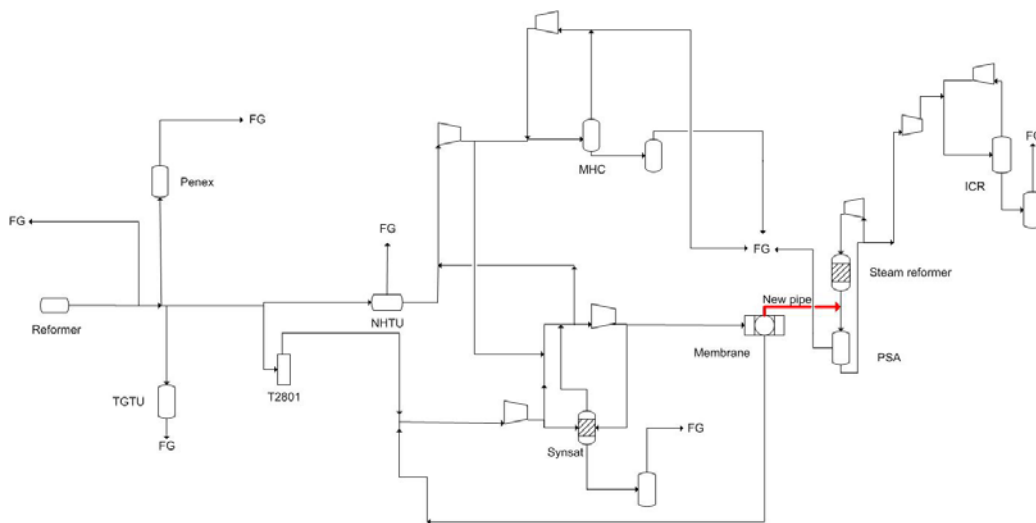 FG
MHC
FG
Penex
ICR
FG
FG
FG
FG
Steam reformer
New pipe
Reformer
NHTU
Membrane
PSA
T2801
TGTU
FG
Synsat
FG